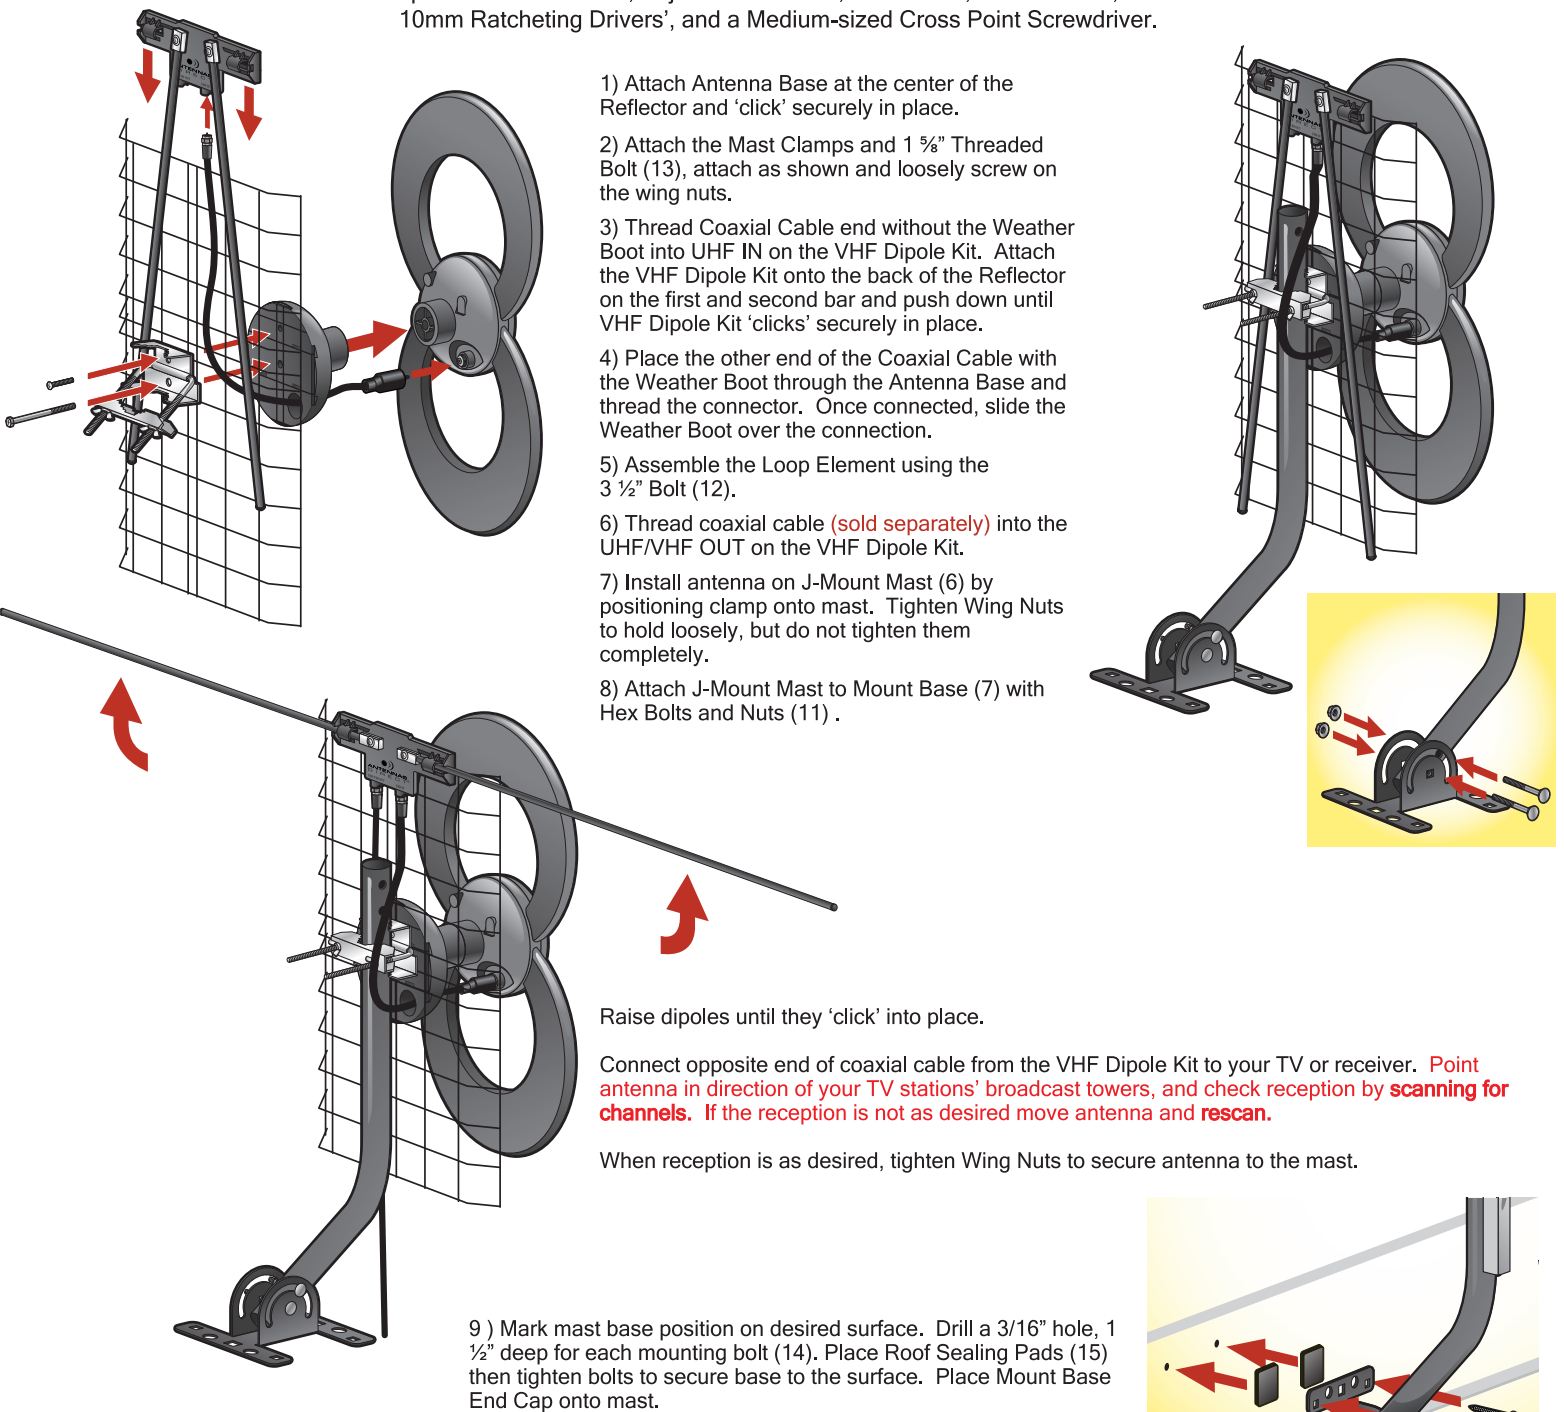 10mm Ratcheting Drivers’, and a Medium-sized Cross Point Screwdriver.
1) Attach Antenna Base at the center of the
Reflector and ‘click’ securely in place.
2) Attach the Mast Clamps and 1 ⅝” Threaded
Bolt (13), attach as shown and loosely screw on
the wing nuts.
3) Thread Coaxial Cable end without the Weather
Boot into UHF IN on the VHF Dipole Kit.  Attach
the VHF Dipole Kit onto the back of the Reflector
on the first and second bar and push down until
VHF Dipole Kit ‘clicks’ securely in place.
4) Place the other end of the Coaxial Cable with
the Weather Boot through the Antenna Base and
thread the connector.  Once connected, slide the
Weather Boot over the connection.
5) Assemble the Loop Element using the
3 ½” Bolt (12).
6) Thread coaxial cable (sold separately) into the
UHF/VHF OUT on the VHF Dipole Kit.
7) Install antenna on J-Mount Mast (6) by
positioning clamp onto mast.  Tighten Wing Nuts
to hold loosely, but do not tighten them
completely.
8) Attach J-Mount Mast to Mount Base (7) with
Hex Bolts and Nuts (11) .
ANTENNAS
Raise dipoles until they ‘click’ into place.
Connect opposite end of coaxial cable from the VHF Dipole Kit to your TV or receiver.  Point
antenna in direction of your TV stations’ broadcast towers, and check reception by scanning for
channels.  If the reception is not as desired move antenna and rescan.
When reception is as desired, tighten Wing Nuts to secure antenna to the mast.
9 ) Mark mast base position on desired surface.  Drill a 3/16” hole, 1
½” deep for each mounting bolt (14). Place Roof Sealing Pads (15)
then tighten bolts to secure base to the surface.  Place Mount Base
End Cap onto mast.